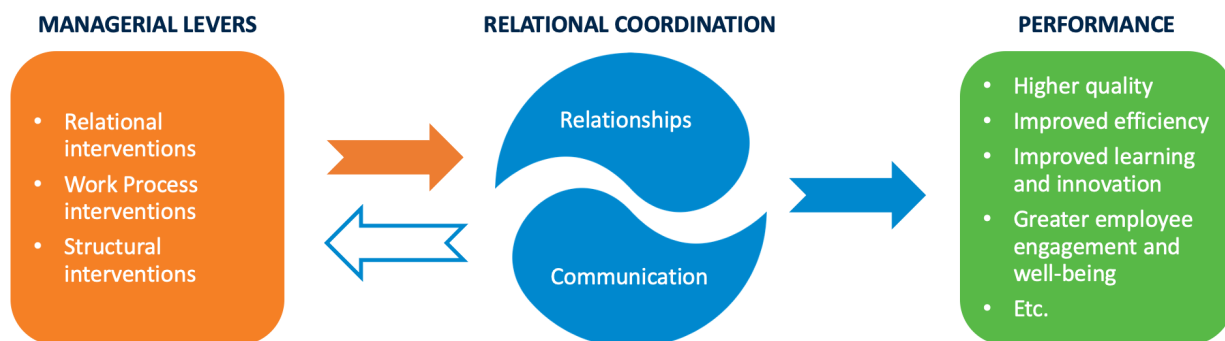 MANAGERIAL LEVERS
• Relational
interventions
• Work Process
interventions
• Structural
interventions
RELATIONAL COORDINATION
Relationships
Communication
PERFORMANCE
• Higher quality
• Improved efficiency
• Improved learning
and innovation
• Greater employee
engagement and
well-being
• Etc.